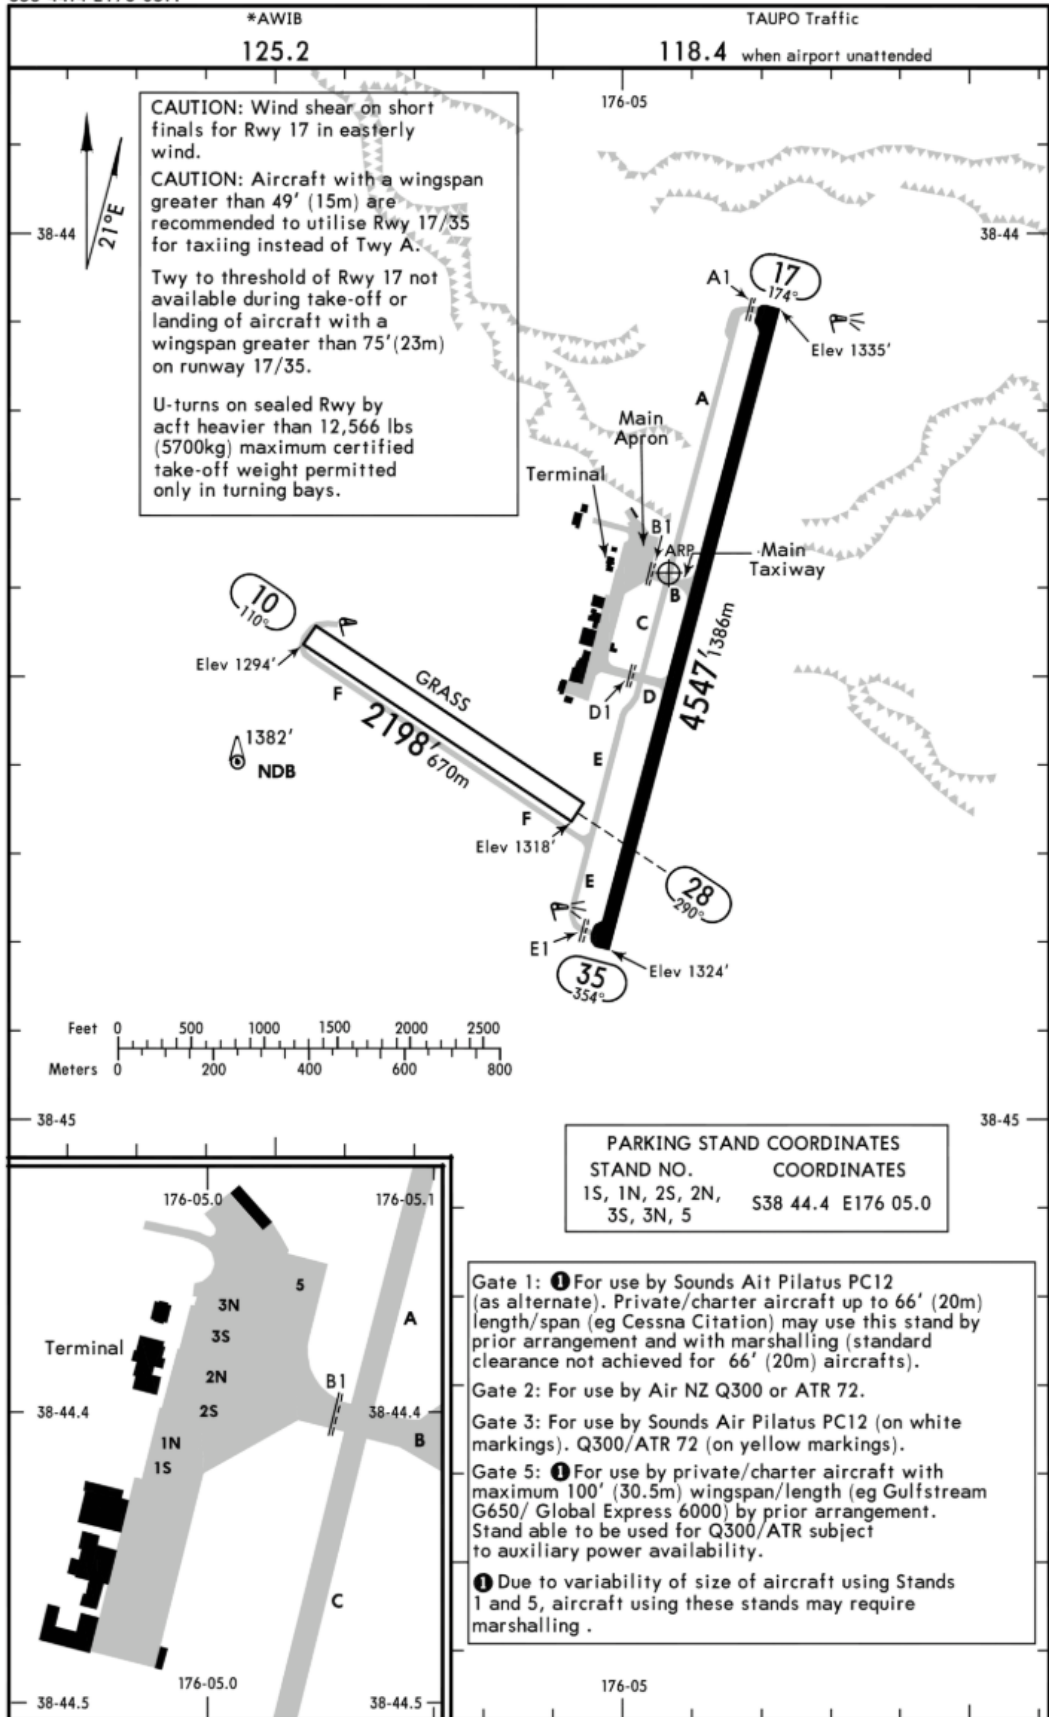 *AWIB
125.2
TAUPO Traffic
118.4 when airport unattended
CAUTION: Wind shear on short
finals for Rwy 17 in easterly
wind.
CAUTION: Aircraft with a wingspan
greater than 49' (15m) are
recommended to utilise Rwy 17/35
for taxiing instead of Twy A.
Twy to threshold of Rwy 17 not
available during take-off or
landing of aircraft with a
wingspan greater than 75'(23m)
on runway 17/35.
U-turns on sealed Rwy by
acft heavier than 12,566 lbs
(5700kg) maximum certified
take-off weight permitted
only in turning bays.
21°E
176-05
38-44
38-44
A1
17
174°
Elev 1335'
A
Main
Apron
Terminal
B1
ARP
Main
Taxiway
B
C
10
110°
Elev 1294'
GRASS
F
2198' 670m
4547' 1386m
D1
D
1382'
NDB
E
F
Elev 1318'
28
290°
E
E1
35
354°
Elev 1324'
Feet 0 500 1000 1500 2000 2500
Meters 0 200 400 600 800
38-45
38-45
PARKING STAND COORDINATES
STAND NO. COORDINATES
1S, 1N, 2S, 2N,
3S, 3N, 5
S38 44.4 E176 05.0
176-05.0
176-05.1
5
3N
A
3S
Terminal
2N
B1
38-44.4
2S
38-44.4
B
1N
1S
C
176-05.0
38-44.5
38-44.5
Gate 1: ❶For use by Sounds Ait Pilatus PC12
(as alternate). Private/charter aircraft up to 66' (20m)
length/span (eg Cessna Citation) may use this stand by
prior arrangement and with marshalling (standard
clearance not achieved for 66' (20m) aircrafts).
Gate 2: For use by Air NZ Q300 or ATR 72.
Gate 3: For use by Sounds Air Pilatus PC12 (on white
markings). Q300/ATR 72 (on yellow markings).
Gate 5: ❶For use by private/charter aircraft with
maximum 100' (30.5m) wingspan/length (eg Gulfstream
G650/ Global Express 6000) by prior arrangement.
Stand able to be used for Q300/ATR subject
to auxiliary power availability.
❶Due to variability of size of aircraft using Stands
1 and 5, aircraft using these stands may require
marshalling .
176-05